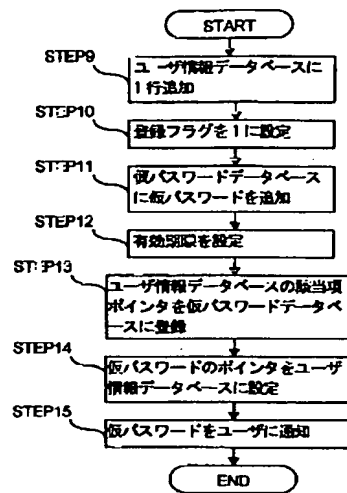 START
STEP9
ユーザ情報データベースに
1行追加
STEP10
登録フラグを1に設定
STEP11
仮パスワードデータベース
に仮パスワードを追加
STEP12
有効期限を設定
STEP13
ユーザ情報データベースの該当項
ポインタを仮パスワードデータベ
ースに登録
STEP14
仮パスワードのポインタをユーザ
情報データベースに設定
STEP15
仮パスワードをユーザに通知
END